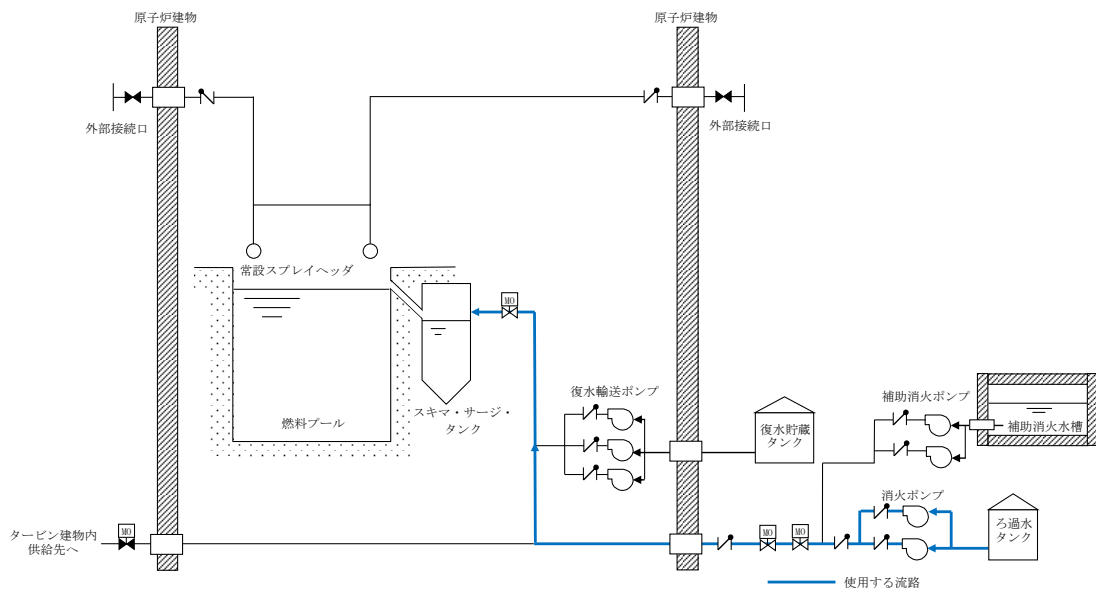 原子炉建物
原子炉建物
外部接続口
外部接続口
常設スプレイヘッダ
MO
復水輸送ポンプ
補助消火ポンプ
スキマ・サージ・
タンク
燃料プール
復水貯蔵
タンク
補助消火水槽
消火ポンプ
ろ過水
タンク
タービン建物内
供給先へ
MO
MO
MO
使用する流路